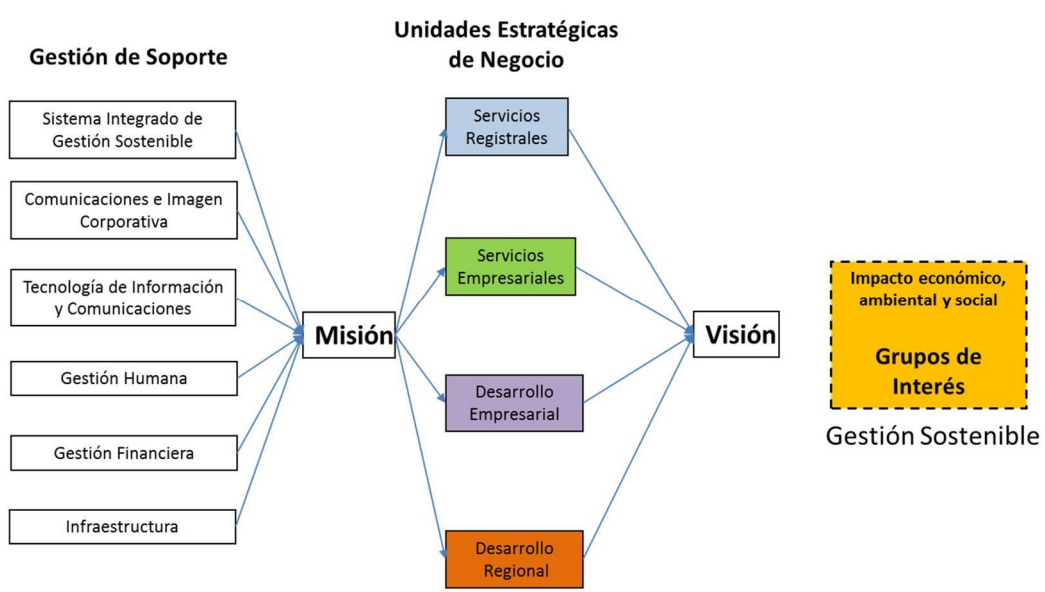 Gestión de Soporte
Sistema Integrado de
Gestión Sostenible
Comunicaciones e Imagen
Corporativa
Tecnología de Información
y Comunicaciones
Gestión Humana
Gestión Financiera
Infraestructura
Misión
Unidades Estratégicas
de Negocio
Servicios
Registrales
Servicios
Empresariales
Desarrollo
Empresarial
Desarrollo
Regional
Visión
Impacto económico,
ambiental y social
Grupos de
Interés
Gestión Sostenible